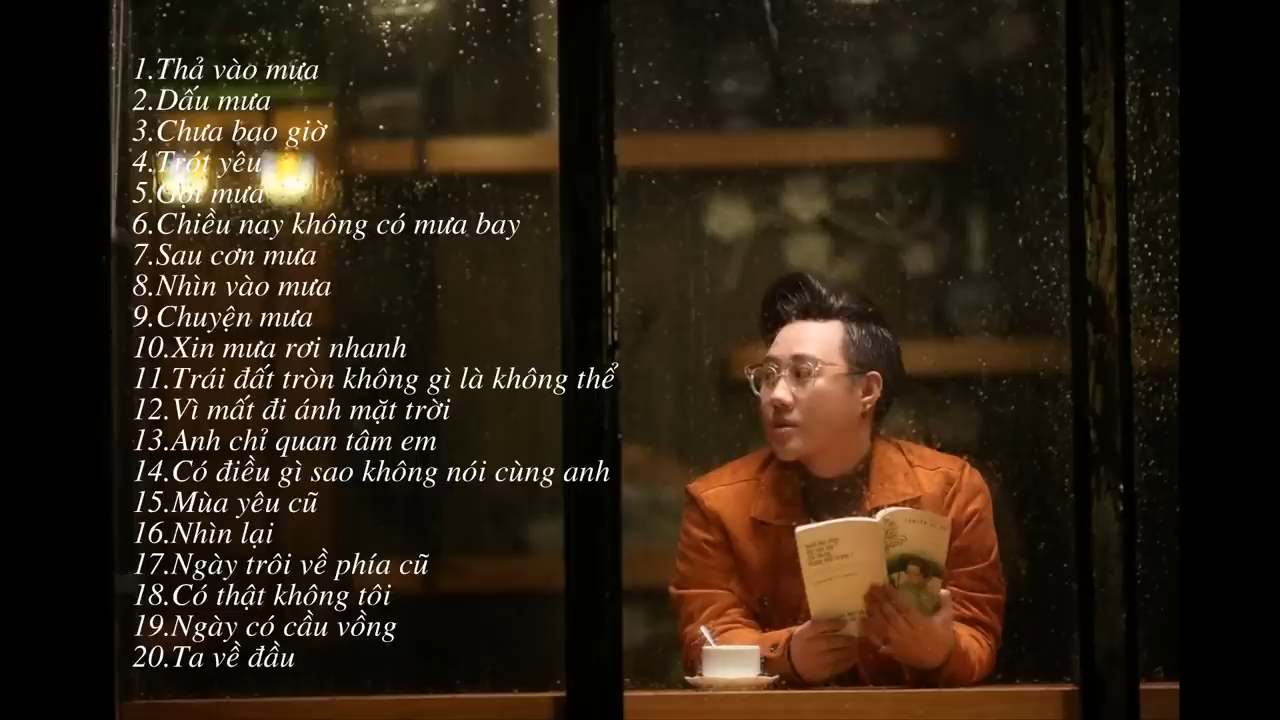 1.Thả vào mưa
2.Dấu mưa
3.Chưa bao giờ
4.Trót yêu
5.Gọi mưa
6.Chiều nay không có mưa bay
7.Sau cơn mưa
8.Nhìn vào mưa
9.Chuyện mưa
10.Xin mưa rơi nhanh
11.Trái đất tròn không gì là không thể
12.Vì mất đi ánh mặt trời
13.Anh chỉ quan tâm em
14.Có điều gì sao không nói cùng anh
15.Mùa yêu cũ
16.Nhìn lại
17.Ngày trôi về phía cũ
18.Có thật không tôi
19.Ngày có cầu vồng
20.Ta về đầu